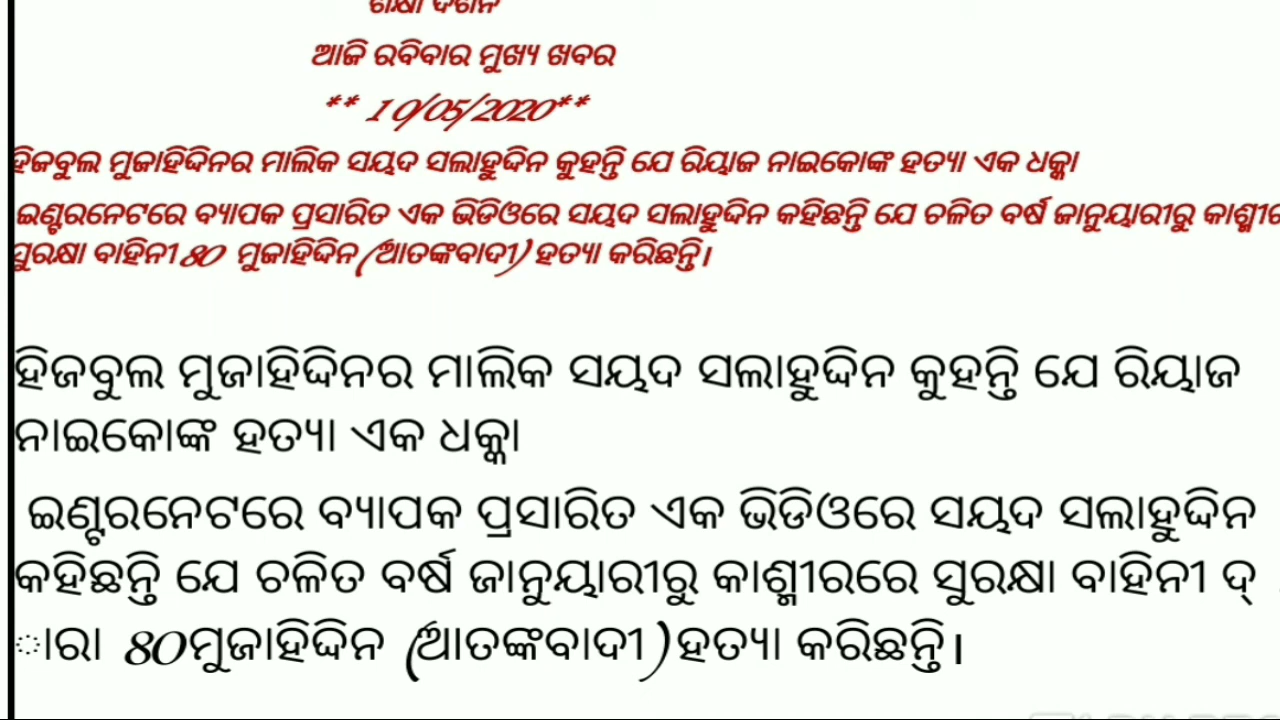 ଆଜି ରବିବାର ମୁଖ୍ୟ ଖବର
** 10/05/2020**
ହିଜବୁଲ ମୁଜାହିଦ୍ଦିନର ମାଲିକ ସୟଦ ସଲାହୁଦ୍ଦିନ କୁହନ୍ତି ଯେ ରିୟାଜ ନାଇକୋଙ୍କ ହତ୍ୟା ଏକ ଧକ୍କା
ଇଣ୍ଟରନେଟରେ ବ୍ୟାପକ ପ୍ରସାରିତ ଏକ ଭିଡିଓରେ ସୟଦ ସଲାହୁଦ୍ଦିନ କହିଛନ୍ତି ଯେ ଚଳିତ ବର୍ଷ ଜାନୁୟାରୀରୁ
ସୁରକ୍ଷା ବାହିନୀ 80 ମୁଜାହିଦ୍ଦିନ (ଆତଙ୍କବାଦୀ) ହତ୍ୟା କରିଛନ୍ତି।
ହିଜବୁଲ ମୁଜାହିଦ୍ଦିନର ମାଲିକ ସୟଦ ସଲାହୁଦ୍ଦିନ କୁହନ୍ତି ଯେ ରିୟାଜ
ନାଇକୋଙ୍କ ହତ୍ୟା ଏକ ଧକ୍କା
ଇଣ୍ଟରନେଟରେ ବ୍ୟାପକ ପ୍ରସାରିତ ଏକ ଭିଡିଓରେ ସୟଦ ସଲାହୁଦ୍ଦିନ
କହିଛନ୍ତି ଯେ ଚଳିତ ବର୍ଷ ଜାନୁୟାରୀରୁ କାଶ୍ମୀରରେ ସୁରକ୍ଷା ବାହିନୀ ଦ୍
ାରା 80ମୁଜାହିଦ୍ଦିନ (ଆତଙ୍କବାଦୀ)ହତ୍ୟା କରିଛନ୍ତି।